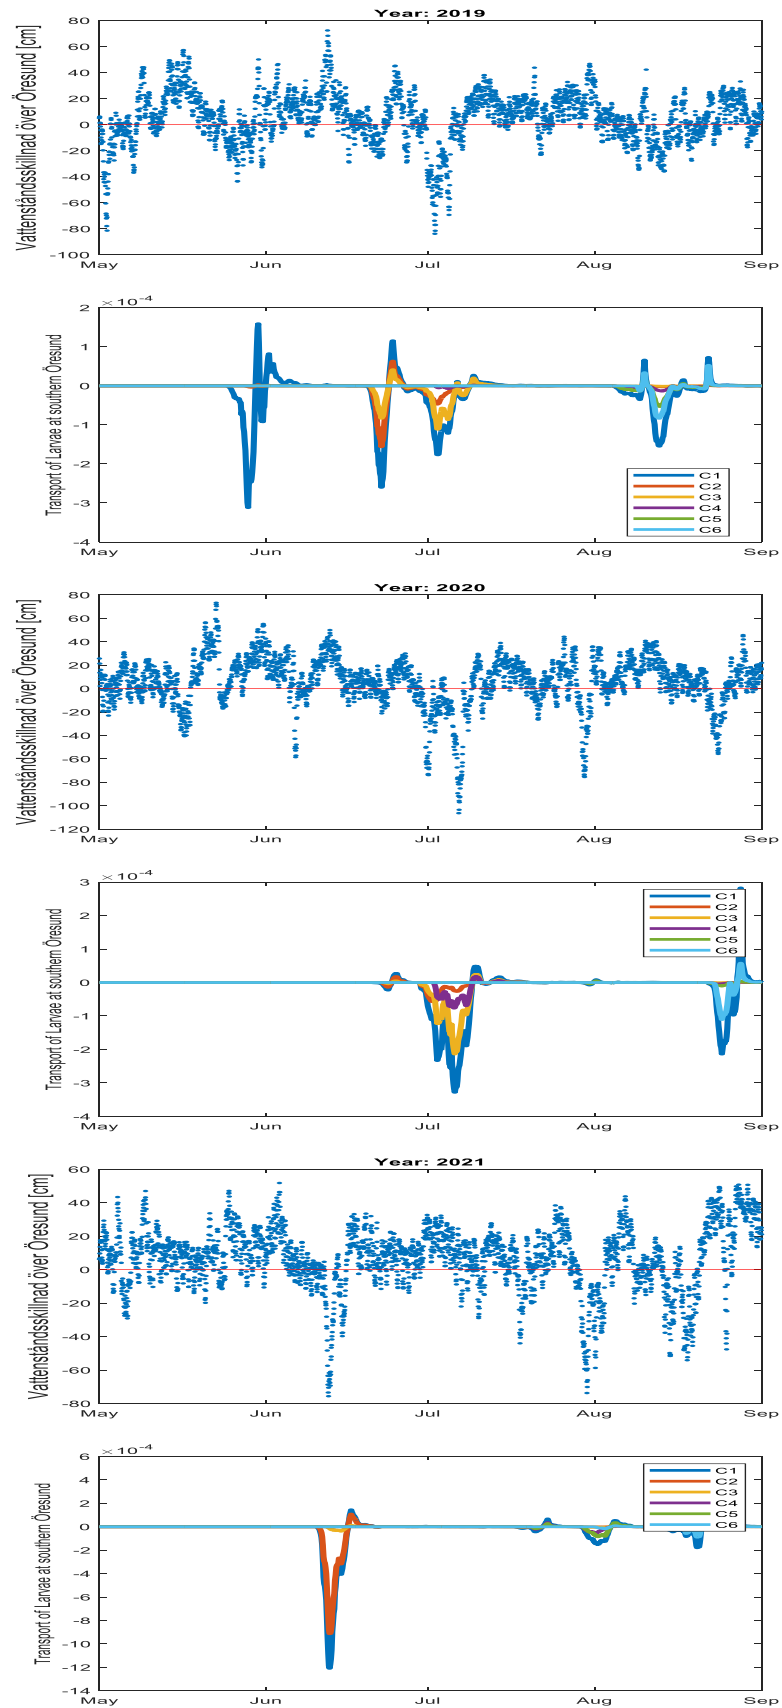 Year: 2019
Vattenståndsskillnad över Öresund [cm]
80
60
40
20
0
-20
-40
-60
-80
-100
May Jun Jul Aug Sep
×10-4
Transport of Larvae at southern Öresund
2
1
0
-1
-2
-3
-4
C1
C2
C3
C4
C5
C6
May Jun Jul Aug Sep
Year: 2020
Vattenståndsskillnad över Öresund [cm]
80
60
40
20
0
-20
-40
-60
-80
-100
-120
May Jun Jul Aug Sep
×10-4
Transport of Larvae at southern Öresund
3
2
1
0
-1
-2
-3
-4
C1
C2
C3
C4
C5
C6
May Jun Jul Aug Sep
Year: 2021
Vattenståndsskillnad över Öresund [cm]
60
40
20
0
-20
-40
-60
-80
May Jun Jul Aug Sep
×10-4
Transport of Larvae at southern Öresund
6
4
2
0
-2
-4
-6
-8
-10
-12
-14
C1
C2
C3
C4
C5
C6
May Jun Jul Aug Sep